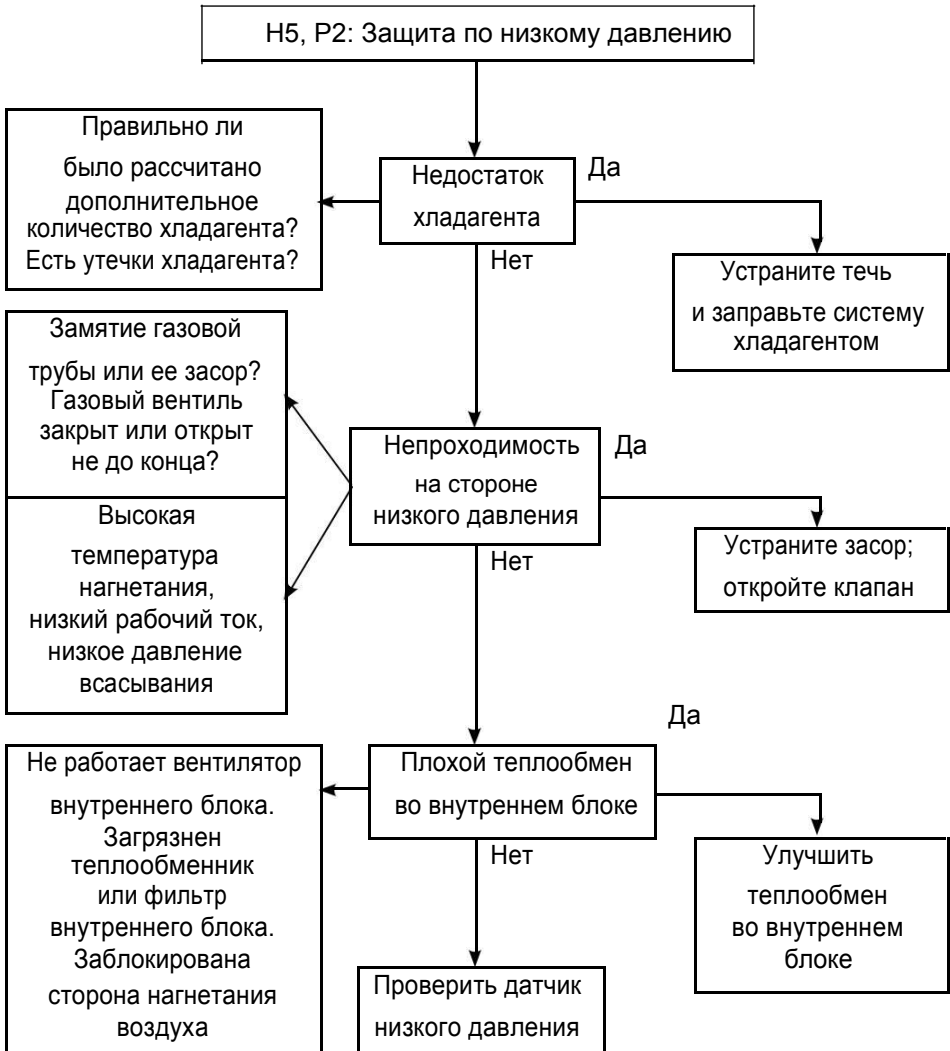 H5, P2: Защита по низкому давлению
Правильно ли
было рассчитано
дополнительное
количество хладагента?
Есть утечки хладагента?
Недостаток
хладагента
Да
Нет
Устраните течь
и заправьте систему
хладагентом
Замятие газовой
трубы или ее засор?
Газовый вентиль
закрыт или открыт
не до конца?
Высокая
температура
нагнетания,
низкий рабочий ток,
низкое давление
всасывания
Непроходимость
на стороне
низкого давления
Да
Нет
Устраните засор;
откройте клапан
Не работает вентилятор
внутреннего блока.
Загрязнен
теплообменник
или фильтр
внутреннего блока.
Заблокирована
сторона нагнетания
воздуха
Плохой теплообмен
во внутреннем блоке
Да
Нет
Улучшить
теплообмен
во внутреннем
блоке
Проверить датчик
низкого давления